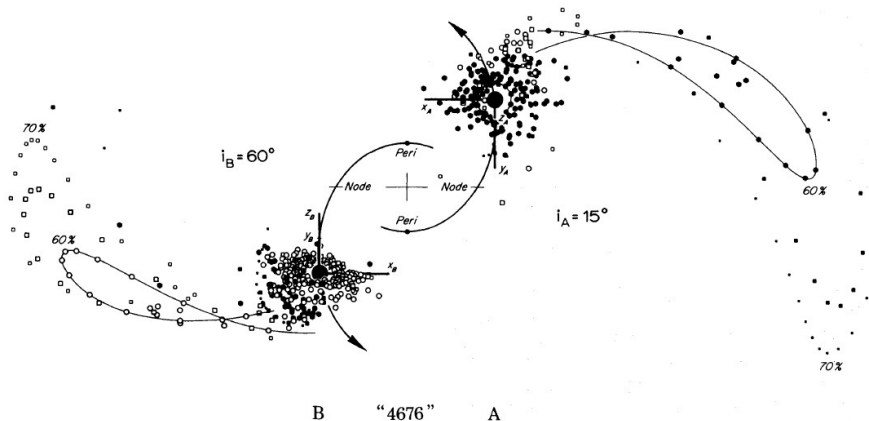 x_A
z_A
y_A
70%
i_B = 60°
Peri
Node
Node
60%
Peri
i_A = 15°
z_B
60%
y_B
x_B
70%
B "4676" A